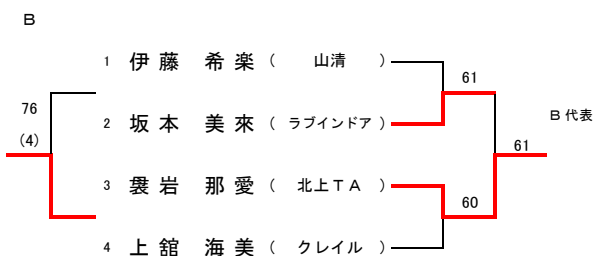 B
1 伊藤 希楽 ( 山清 )
61
76
(4)
2 坂本 美來 ( ラブインドア )
B代表
61
3 袰岩 那愛 ( 北上TA )
60
4 上舘 海美 ( クレイル )